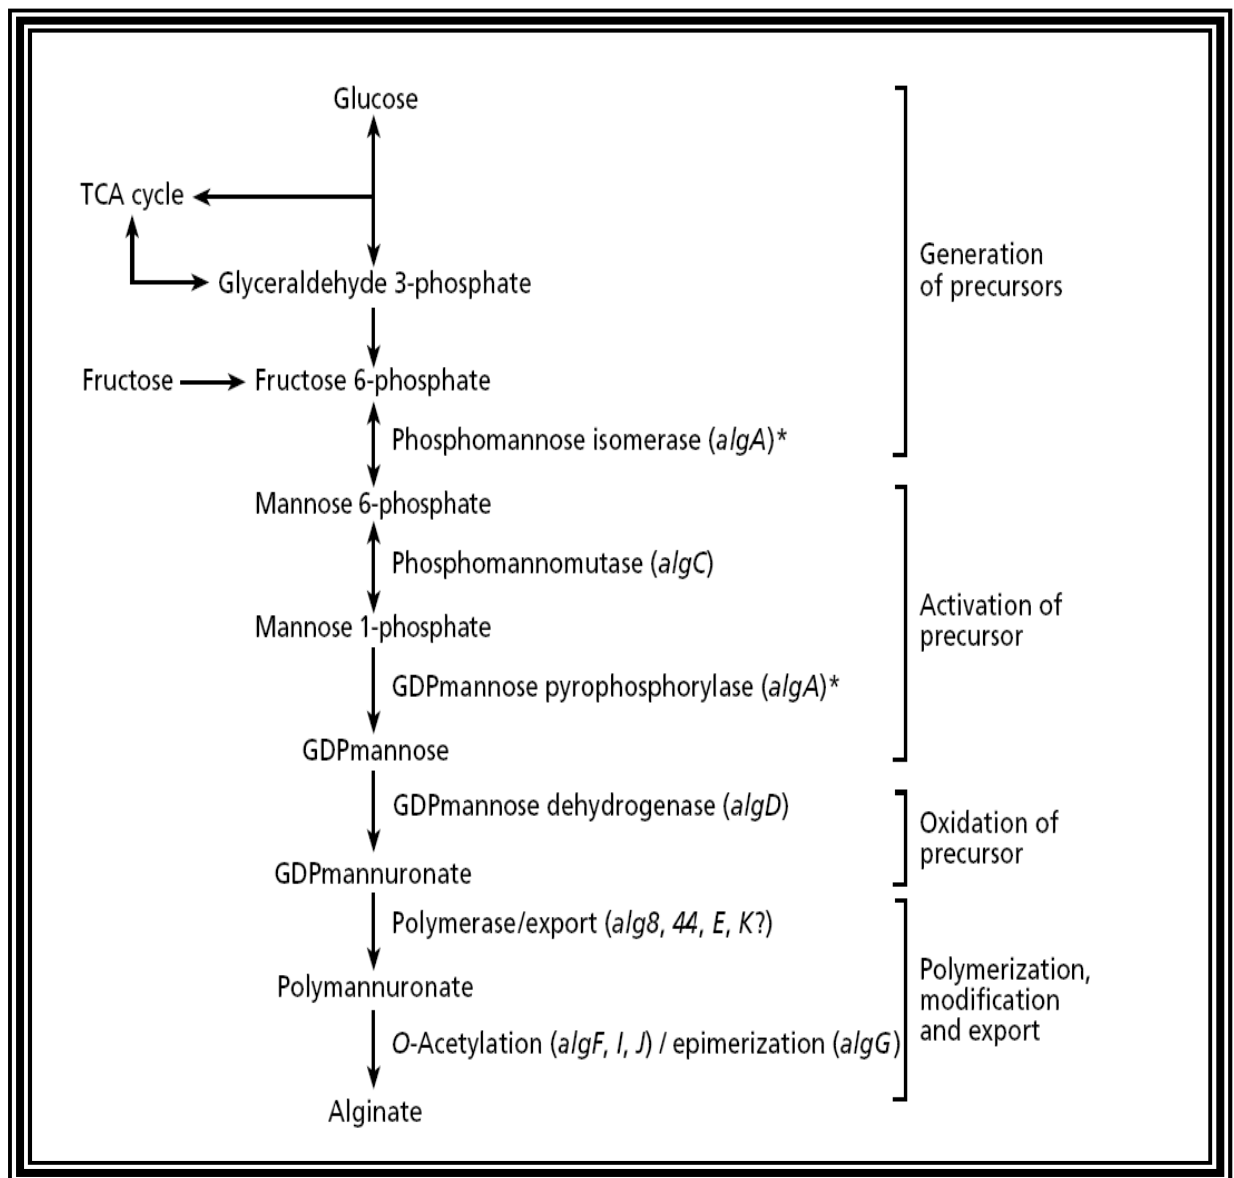 Glucose
TCA cycle
Glyceraldehyde 3-phosphate
Generation
of precursors
Fructose
Fructose 6-phosphate
Phosphomannose isomerase (algA)*
Mannose 6-phosphate
Phosphomannomutase (algC)
Activation of
precursor
Mannose 1-phosphate
GDPmannose pyrophosphorylase (algA)*
GDPmannose
GDPmannose dehydrogenase (algD)
Oxidation of
precursor
GDPmannuronate
Polymerase/export (alg8, 44, E, K?)
Polymannuronate
Polymerization,
modification
and export
O-Acetylation (algF, I, J) / epimerization (algG)
Alginate